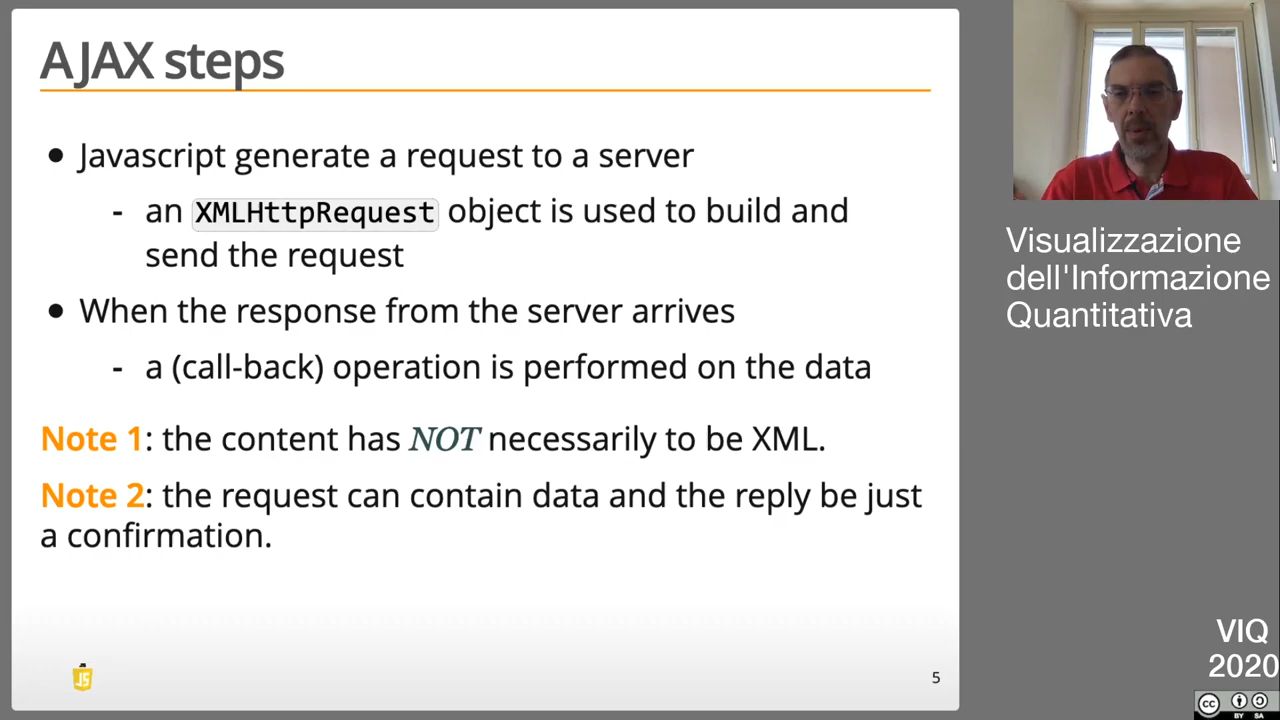 AJAX steps
● Javascript generate a request to a server
- an XMLHttpRequest object is used to build and
send the request
● When the response from the server arrives
- a (call-back) operation is performed on the data
Note 1: the content has NOT necessarily to be XML.
Note 2: the request can contain data and the reply be just
a confirmation.
JS
5
Visualizzazione
dell'Informazione
Quantitativa
VIQ
2020
cc
BY SA